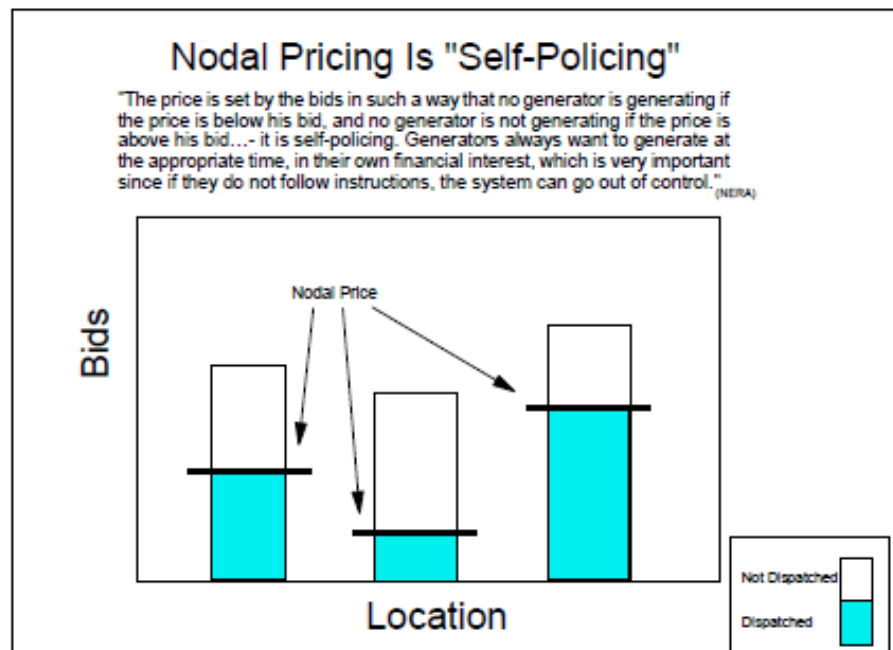 Nodal Pricing Is "Self-Policing"
"The price is set by the bids in such a way that no generator is generating if
the price is below his bid, and no generator is not generating if the price is
above his bid...- it is self-policing. Generators always want to generate at
the appropriate time, in their own financial interest, which is very important
since if they do not follow instructions, the system can go out of control."
(NERA)
Nodal Price
Bids
Location
Not Dispatched
Dispatched